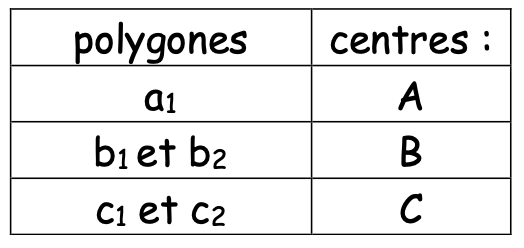 polygones centres :
a1 A
b1 et b2 B
c1 et c2 C